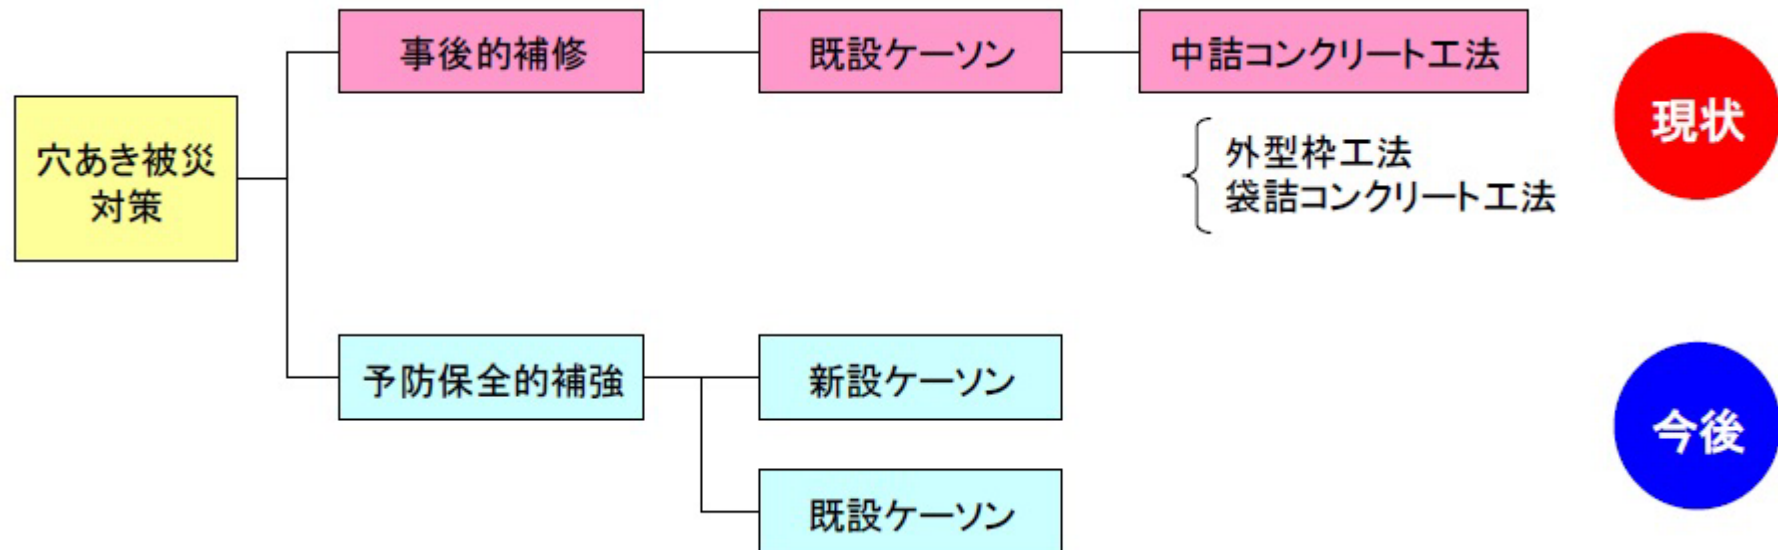 事後的補修
既設ケーソン
中詰コンクリート工法
現状
穴あき被災
対策
外型枠工法
袋詰コンクリート工法
予防保全的補強
新設ケーソン
今後
既設ケーソン